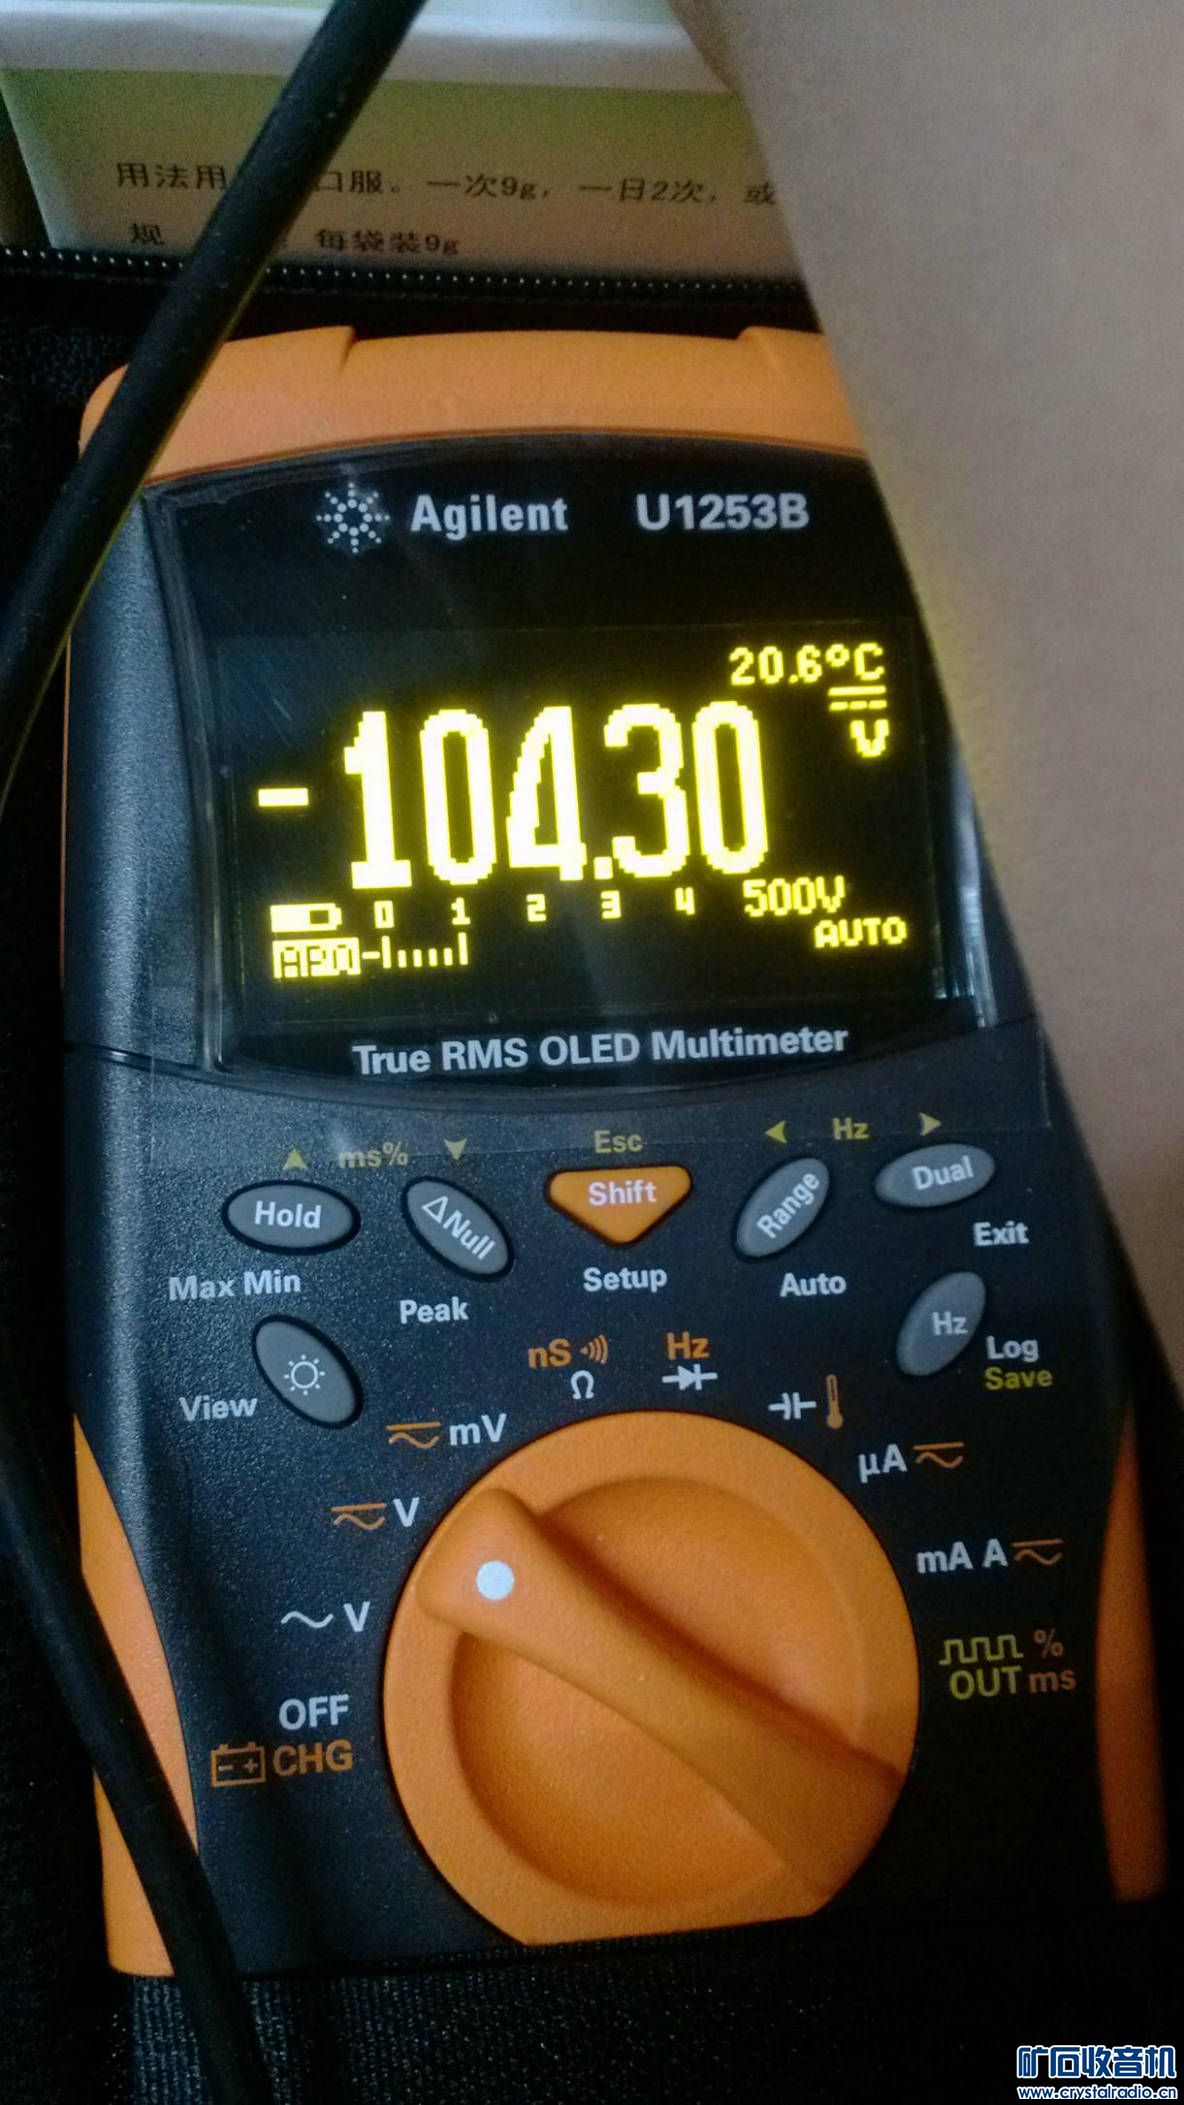 用法用 口服。一次9g，一日2次，或
规 每袋装9g
Agilent U1253B
20.6°C
-104.30 V
0 1 2 3 4 500V
AUTO
True RMS OLED Multimeter
ms% Esc Hz
Hold ΔNull Shift Range Dual
Max Min Peak Setup Auto Exit
View Hz Log
Save
nS Hz
Ω
mV
µA
V
mA A
~ V
% 
OUT ms
OFF
CHG
矿石收音机
www.crystalradio.cn